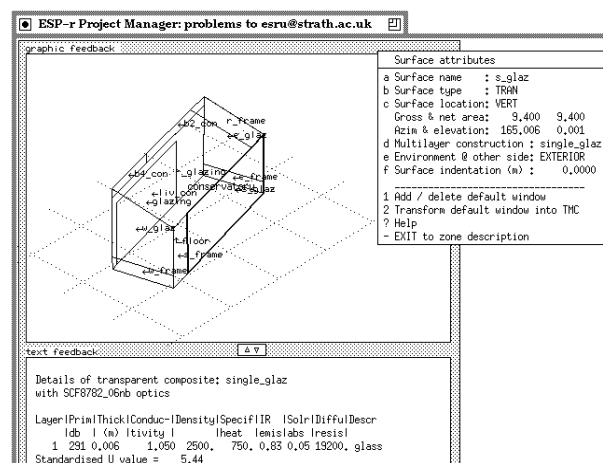 ESP-r Project Manager: problems to esru@strath.ac.uk
graphic feedback
Surface attributes
a Surface name : s_glaz
b Surface type : TRAN
c Surface location: VERT
Gross & net area: 9.400 9.400
Azim & elevation: 165.006 0.001
d Multilayer construction : single_glaz
e Environment @ other side: EXTERIOR
f Surface indentation (m) : 0.0000
1 Add / delete default window
2 Transform default window into TMC
? Help
- EXIT to zone description
b2_con r_frame
e_glaz
b4_con r_glazing
e_frame
conservatory
liv_con
glazing
w_glaz
floor
s_frame
w_frame
text feedback
Details of transparent composite: single_glaz
with SCF8782_06nb optics
Layer|Prim|Thick|Conduc-|Density|Specif|IR |Solr|Diffu|Descr
|db | (m) |tivity | |heat |emis|abs |resis|
1 291 0.006 1.050 2500. 750. 0.83 0.05 19200. glass
Standardised U value = 5.44